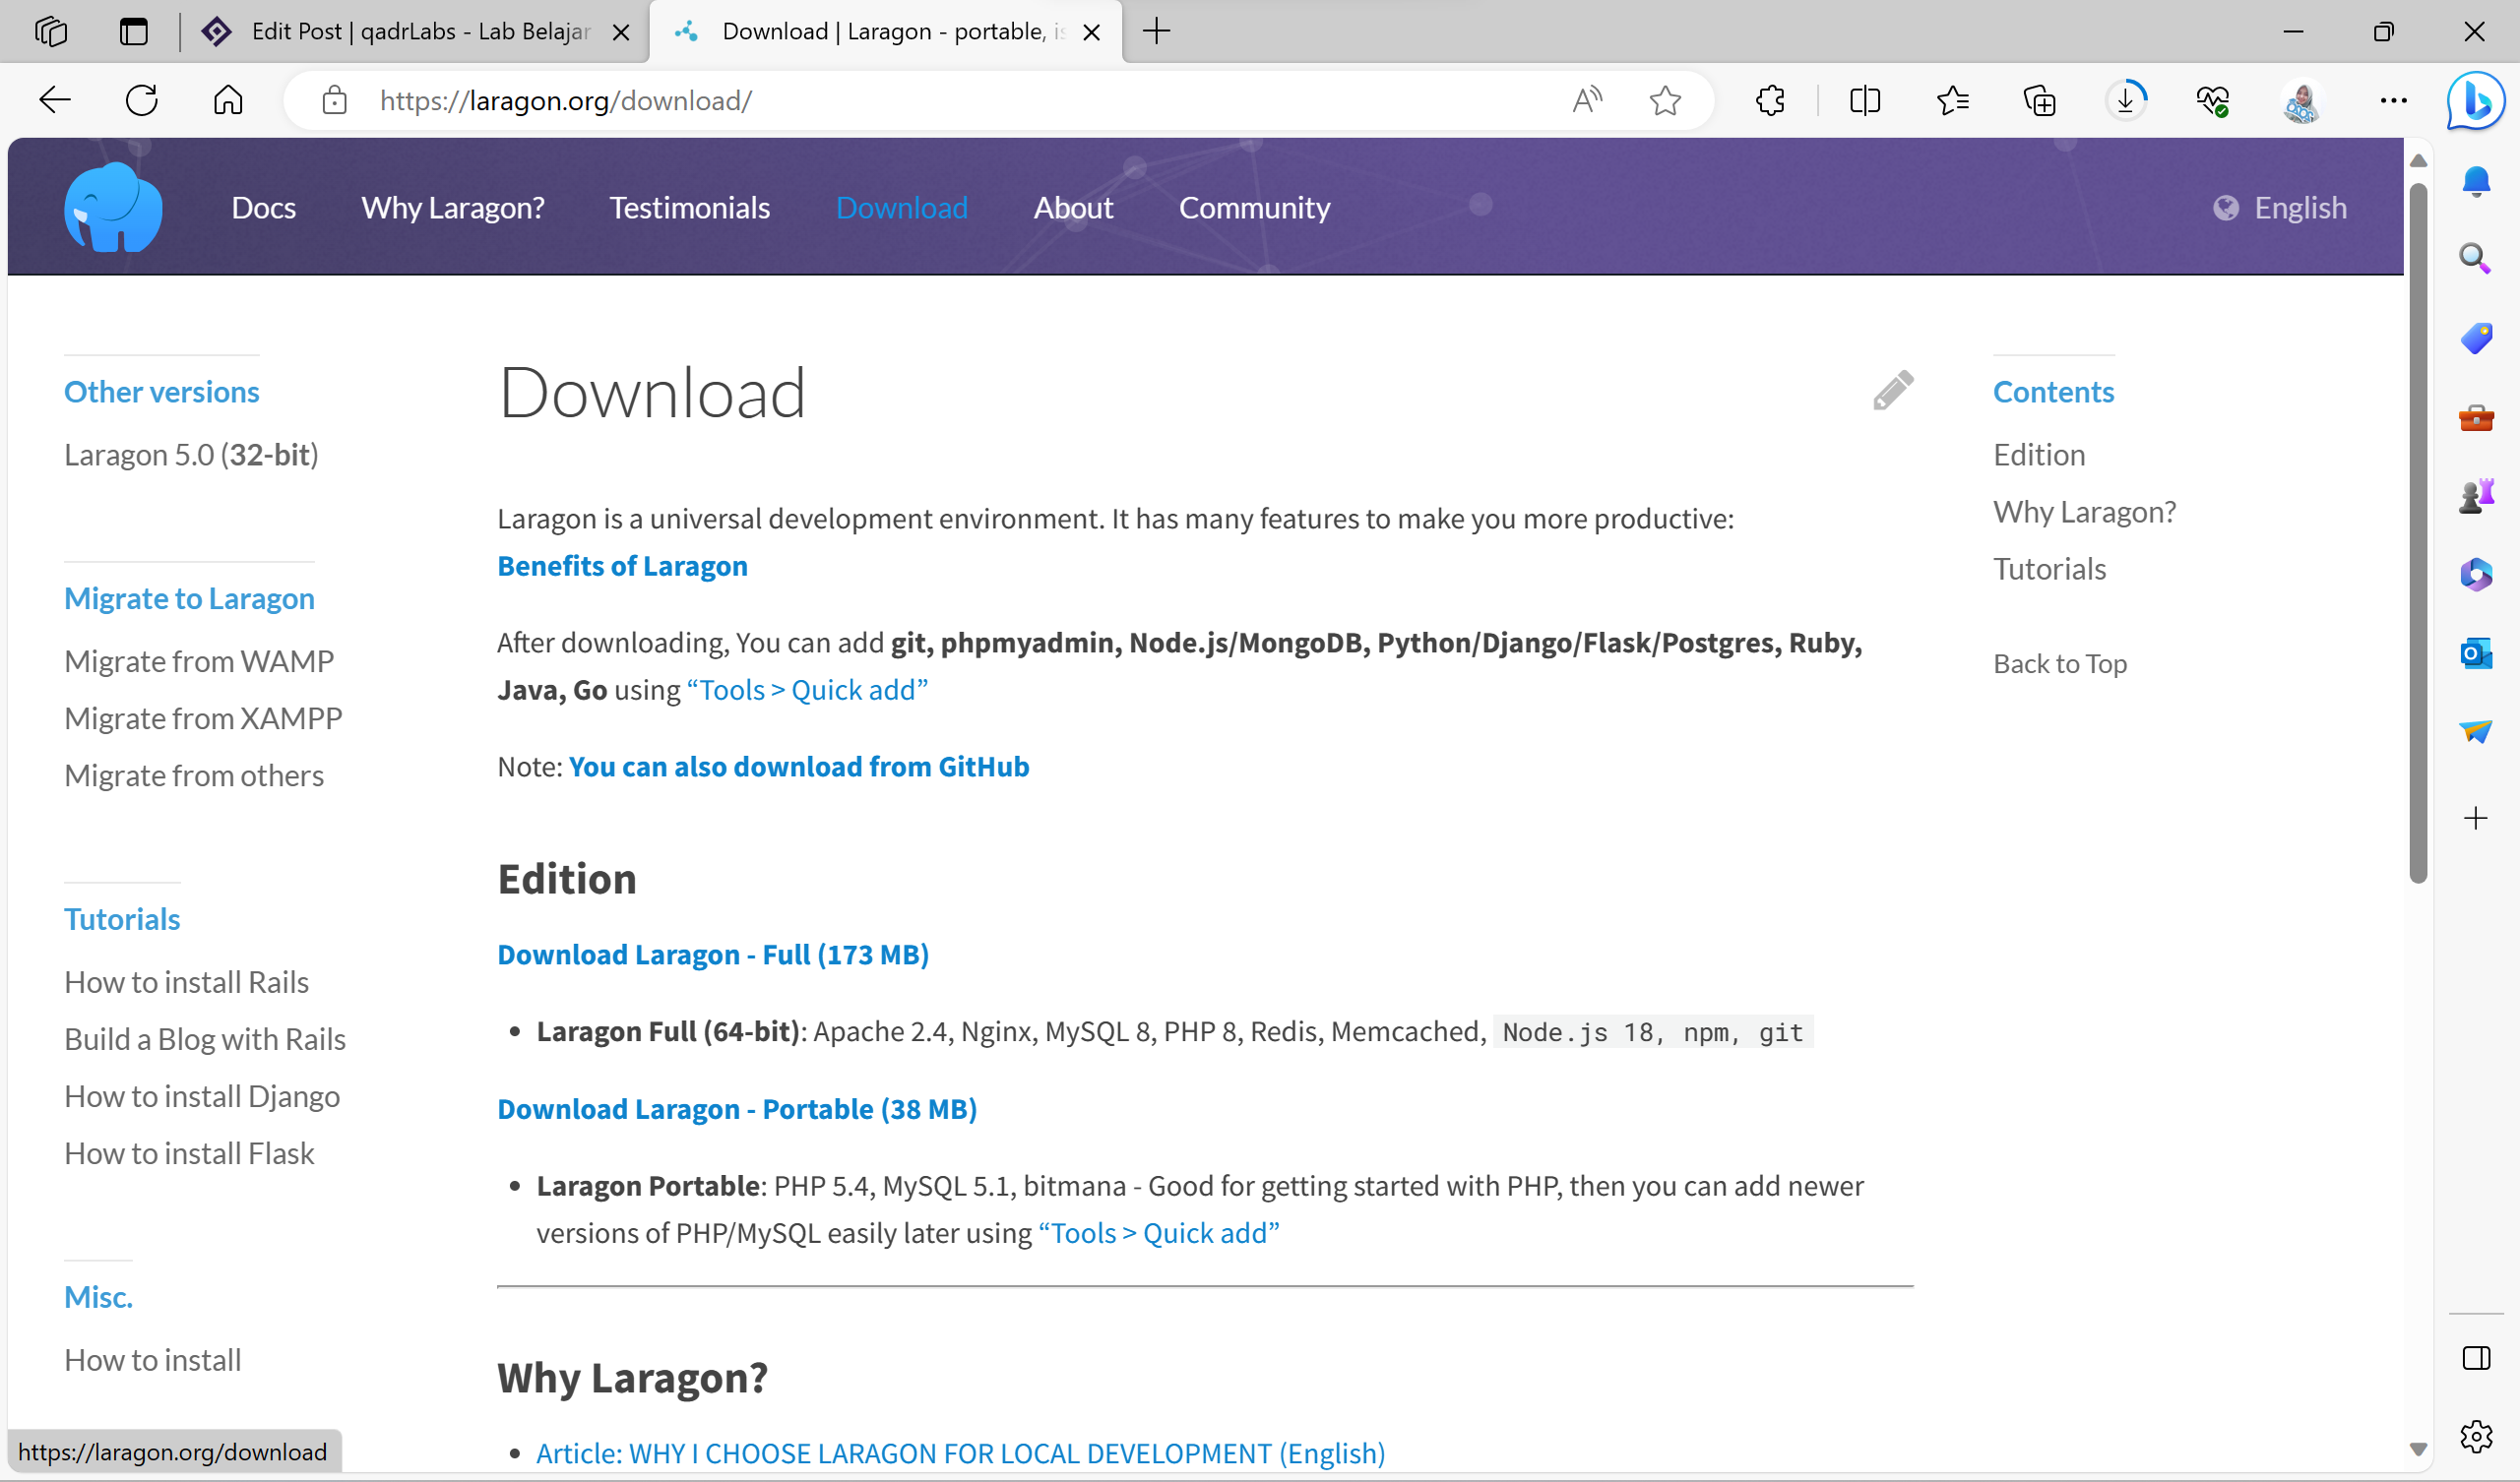 Edit Post | qadrLabs - Lab Belajar
Download | Laragon - portable, is
https://laragon.org/download/
Docs
Why Laragon?
Testimonials
Download
About
Community
English
Other versions
Laragon 5.0 (32-bit)
Migrate to Laragon
Migrate from WAMP
Migrate from XAMPP
Migrate from others
Tutorials
How to install Rails
Build a Blog with Rails
How to install Django
How to install Flask
Misc.
How to install
Download
Laragon is a universal development environment. It has many features to make you more productive:
Benefits of Laragon
After downloading, You can add git, phpmyadmin, Node.js/MongoDB, Python/Django/Flask/Postgres, Ruby,
Java, Go using “Tools > Quick add”
Note: You can also download from GitHub
Edition
Download Laragon - Full (173 MB)
• Laragon Full (64-bit): Apache 2.4, Nginx, MySQL 8, PHP 8, Redis, Memcached, Node.js 18, npm, git
Download Laragon - Portable (38 MB)
• Laragon Portable: PHP 5.4, MySQL 5.1, bitmana - Good for getting started with PHP, then you can add newer
versions of PHP/MySQL easily later using “Tools > Quick add”
Why Laragon?
• Article: WHY I CHOOSE LARAGON FOR LOCAL DEVELOPMENT (English)
Contents
Edition
Why Laragon?
Tutorials
Back to Top
https://laragon.org/download